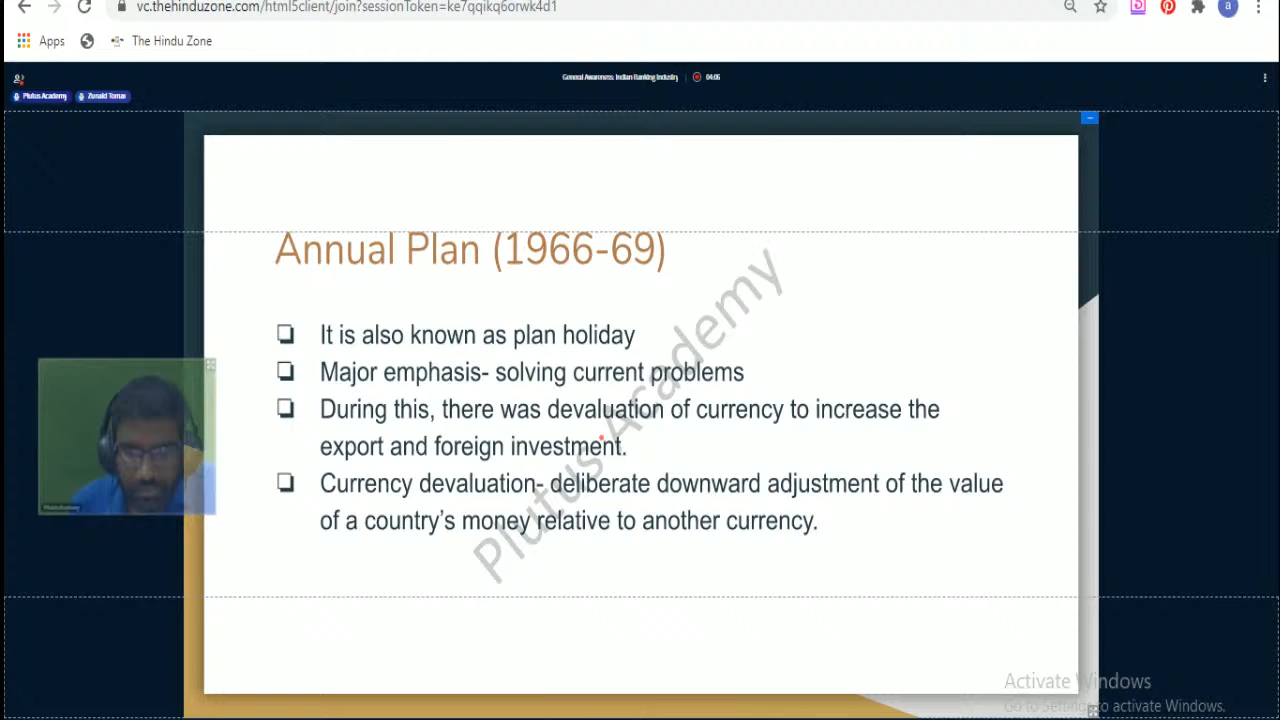 vc.thehinduzone.com/html5client/join?sessionToken=ke7qqikq6orwk4d1
a
Apps
The Hindu Zone
General Awareness: Indian Banking Industry
04:06
Plutus Academy
Zunaid Tomas
Annual Plan (1966-69)
It is also known as plan holiday
Major emphasis- solving current problems
During this, there was devaluation of currency to increase the
export and foreign investment.
Currency devaluation- deliberate downward adjustment of the value
of a country's money relative to another currency.
Plutus Academy
Plutus Academy
Activate Windows
Go to Settings to activate Windows.